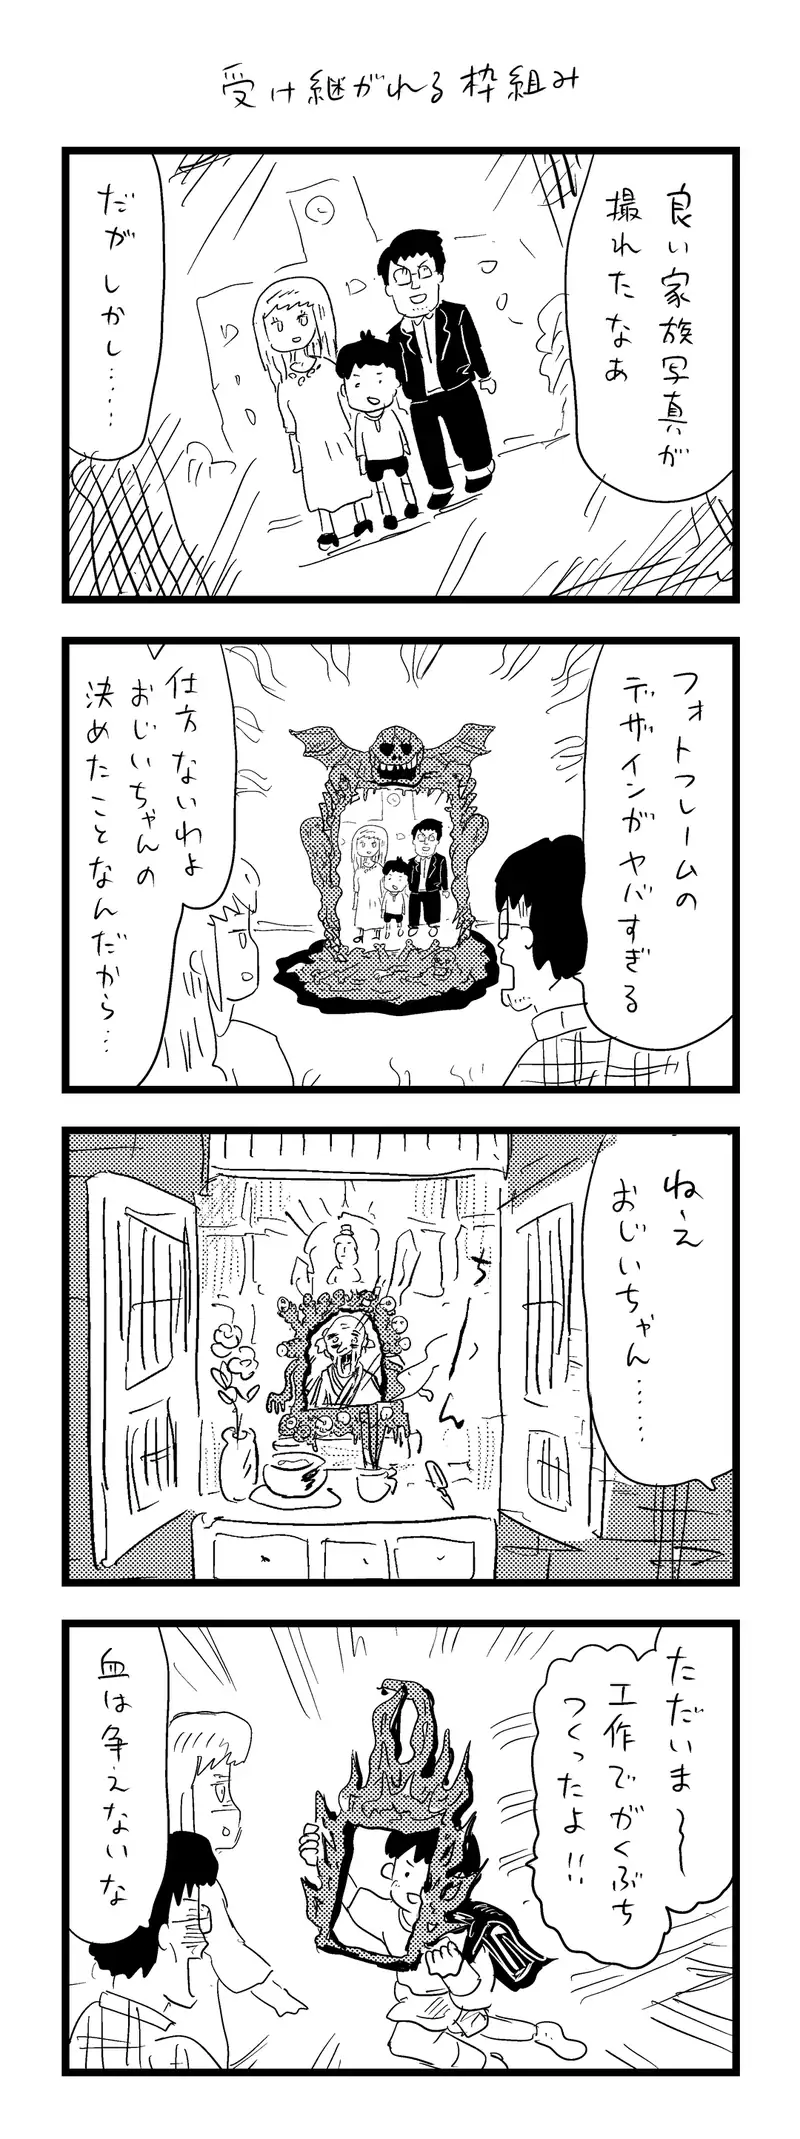 受け継がれる枠組み
良い家族写真が
撮れたなぁ
だがしかし……
フォトフレームの
デザインがヤバすぎる
仕方ないわよ
おじいちゃんの
決めたことなんだから…
ねぇ
おじいちゃん……
ちーん
ただいま～
工作でがくぶち
つくったよ!!
血は争えないな